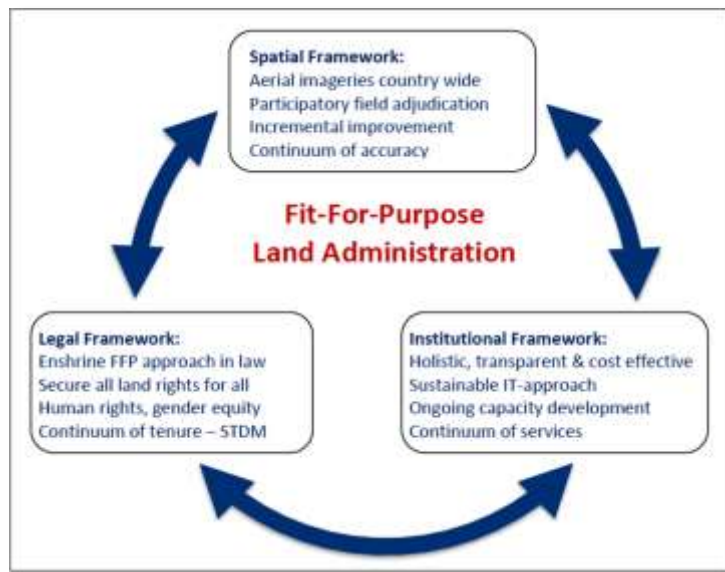 Spatial Framework:
Aerial imageries country wide
Participatory field adjudication
Incremental improvement
Continuum of accuracy
Fit-For-Purpose
Land Administration
Legal Framework:
Enshrine FFP approach in law
Secure all land rights for all
Human rights, gender equity
Continuum of tenure – STDM
Institutional Framework:
Holistic, transparent & cost effective
Sustainable IT-approach
Ongoing capacity development
Continuum of services